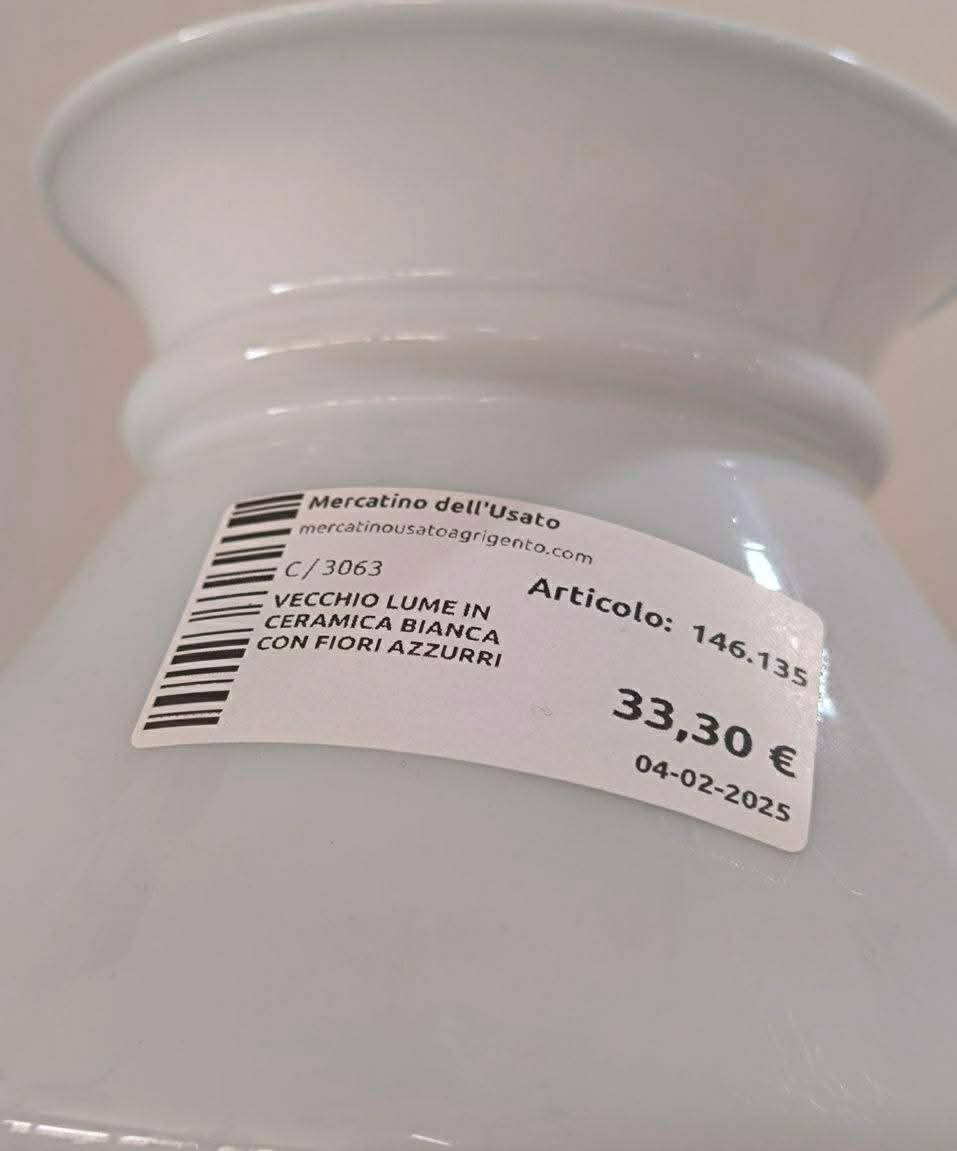 Mercatino dell'Usato
mercatinousatoagrigento.com
C/3063
Articolo: 146.135
VECCHIO LUME IN
CERAMICA BIANCA
CON FIORI AZZURRI
33,30 €
04-02-2025